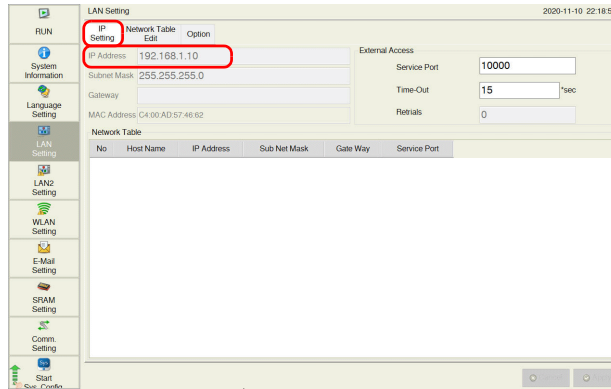 LAN Setting
2020-11-10 22:18:5
RUN
System
Information
Language
Setting
LAN
Setting
LAN2
Setting
WLAN
Setting
E-Mail
Setting
SRAM
Setting
Comm.
Setting
Start
Sys. Config
IP
Setting
Network Table
Edit
Option
IP Address 192.168.1.10
Subnet Mask 255.255.255.0
Gateway
MAC Address C4:00:AD:57:46:62
External Access
Service Port 10000
Time-Out 15 *sec
Retrials 0
Network Table
No Host Name IP Address Sub Net Mask Gate Way Service Port